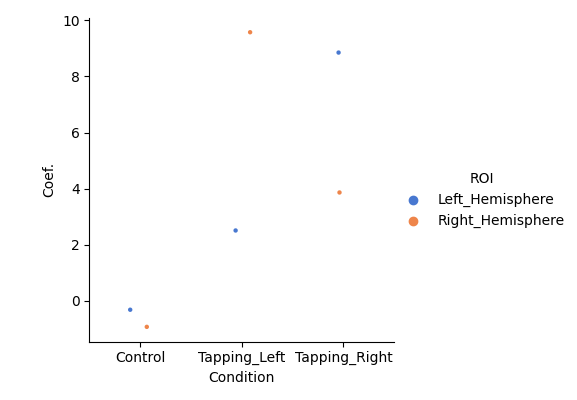 10
8
6
4
2
0
Coef.
Control
Tapping_Left
Tapping_Right
Condition
ROI
Left_Hemisphere
Right_Hemisphere